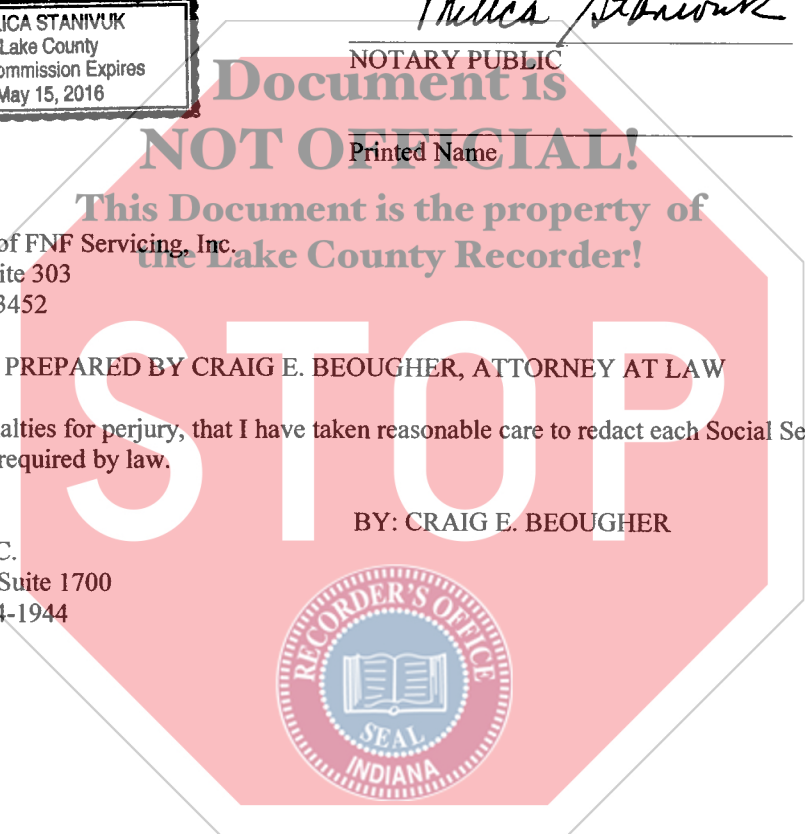 LICA STANIVUK
Lake County
ommission Expires
May 15, 2016
Milica Stanivuk
NOTARY PUBLIC
Document is
NOT OFFICIAL!
Printed Name
This Document is the property of
of FNF Servicing, Inc.
the Lake County Recorder!
ite 303
3452
STOP
PREPARED BY CRAIG E. BEOUGHER, ATTORNEY AT LAW
alties for perjury, that I have taken reasonable care to redact each Social Se
required by law.
BY: CRAIG E. BEOUGHER
C.
Suite 1700
4-1944
RECORDER'S OFFICE
SEAL
INDIANA